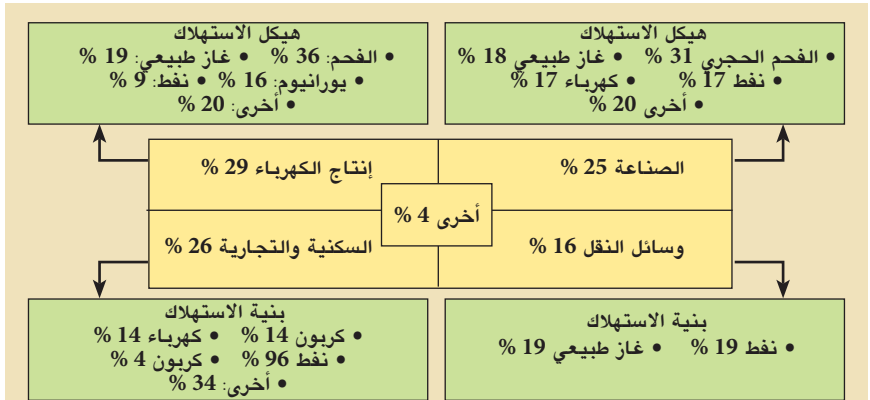 هيكل الاستهلاك
• الفحم الحجري 31 % • غاز طبيعي 18 %
• نفط 17 % • كهرباء 17 %
• أخرى 20 %
هيكل الاستهلاك
• الفحم: 36 % • غاز طبيعي: 19 %
• يورانيوم: 16 % • نفط: 9 %
• أخرى: 20 %
الصناعة 25 %
إنتاج الكهرباء 29 %
أخرى 4 %
وسائل النقل 16 %
السكنية والتجارية 26 %
بنية الاستهلاك
• نفط 19 % • غاز طبيعي 19 %
بنية الاستهلاك
• كربون 14 % • كهرباء 14 %
• نفط 96 % • كربون 4 %
• أخرى: 34 %